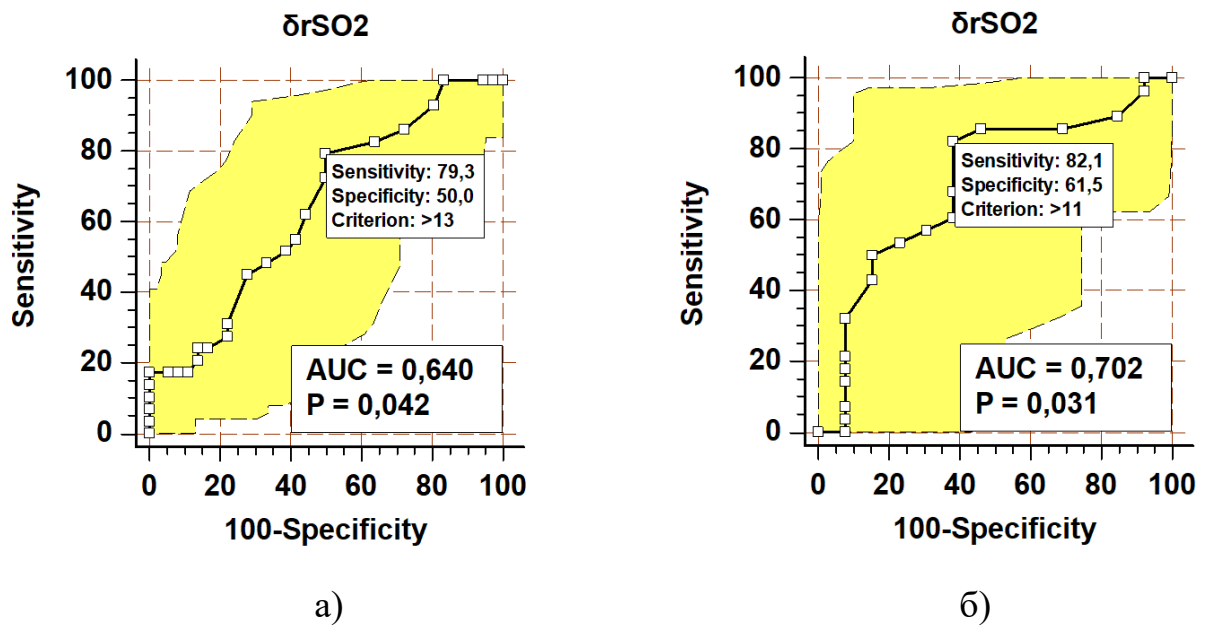 δrSO2
100
80
60
40
20
0
Sensitivity
Sensitivity: 79,3
Specificity: 50,0
Criterion: >13
AUC = 0,640
P = 0,042
0 20 40 60 80 100
100-Specificity
а)
δrSO2
100
80
60
40
20
0
Sensitivity
Sensitivity: 82,1
Specificity: 61,5
Criterion: >11
AUC = 0,702
P = 0,031
0 20 40 60 80 100
100-Specificity
б)